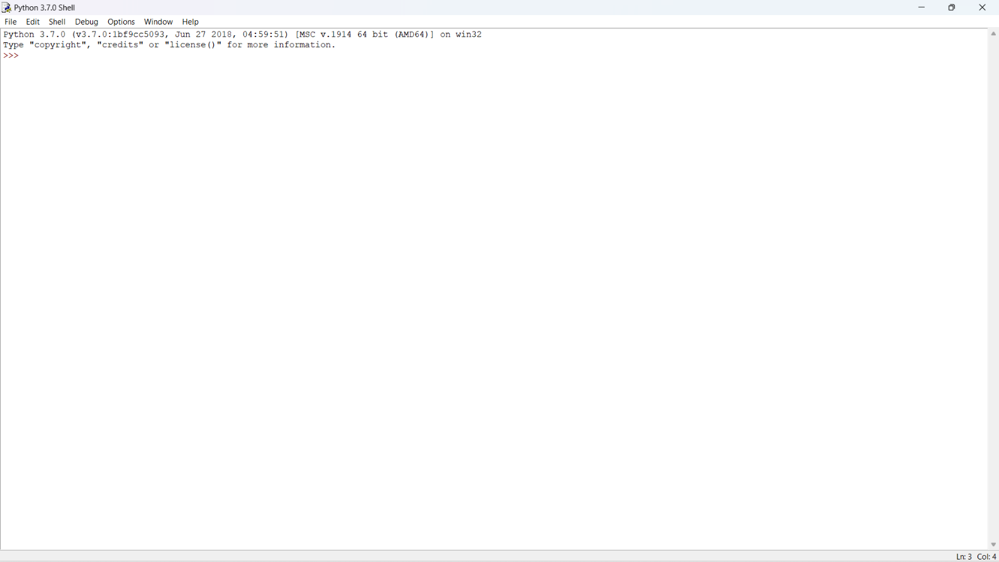 Python 3.7.0 Shell
File Edit Shell Debug Options Window Help
Python 3.7.0 (v3.7.0:1bf9cc5093, Jun 27 2018, 04:59:51) [MSC v.1914 64 bit (AMD64)] on win32
Type "copyright", "credits" or "license()" for more information.
>>>
Ln: 3 Col: 4